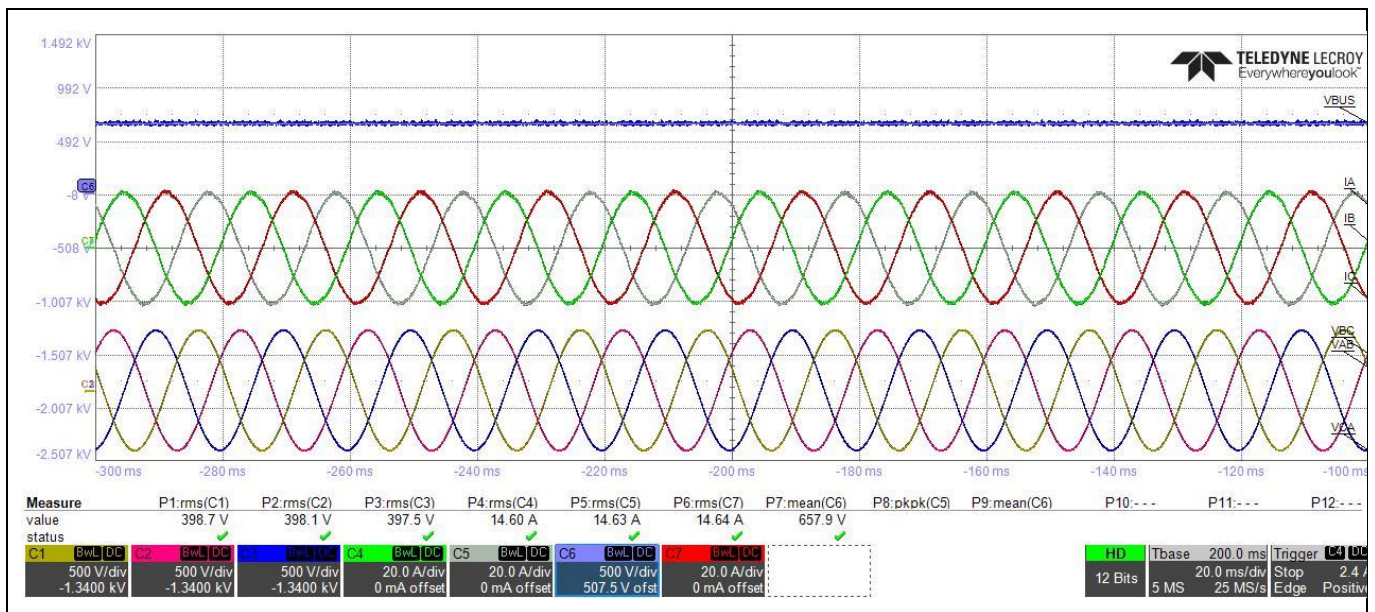 1.492 kV
TELEDYNE LECROY
Everywhereyoulook
992 V
VBUS
492 V
C6
-8 V
IA
IB
C7
-508 V
IC
-1.007 kV
VBC
-1.507 kV
VAB
-2.007 kV
VCA
-2.507 kV
-300 ms -280 ms -260 ms -240 ms -220 ms -200 ms -180 ms -160 ms -140 ms -120 ms -100 ms
Measure P1:rms(C1) P2:rms(C2) P3:rms(C3) P4:rms(C4) P5:rms(C5) P6:rms(C7) P7:mean(C6) P8:pkpk(C5) P9:mean(C6) P10:--- P11:--- P12:---
value 398.7 V 398.1 V 397.5 V 14.60 A 14.63 A 14.64 A 657.9 V
status
C1 BwL DC C2 BwL DC C3 BwL DC C4 BwL DC C5 BwL DC C6 BwL DC C7 BwL DC HD Tbase 200.0 ms Trigger C4 DC
500 V/div 500 V/div 500 V/div 20.0 A/div 20.0 A/div 500 V/div 20.0 A/div 12 Bits 20.0 ms/div Stop 2.4 A
-1.3400 kV -1.3400 kV -1.3400 kV 0 mA offset 0 mA offset 507.5 V ofst 0 mA offset 5 MS 25 MS/s Edge Positive